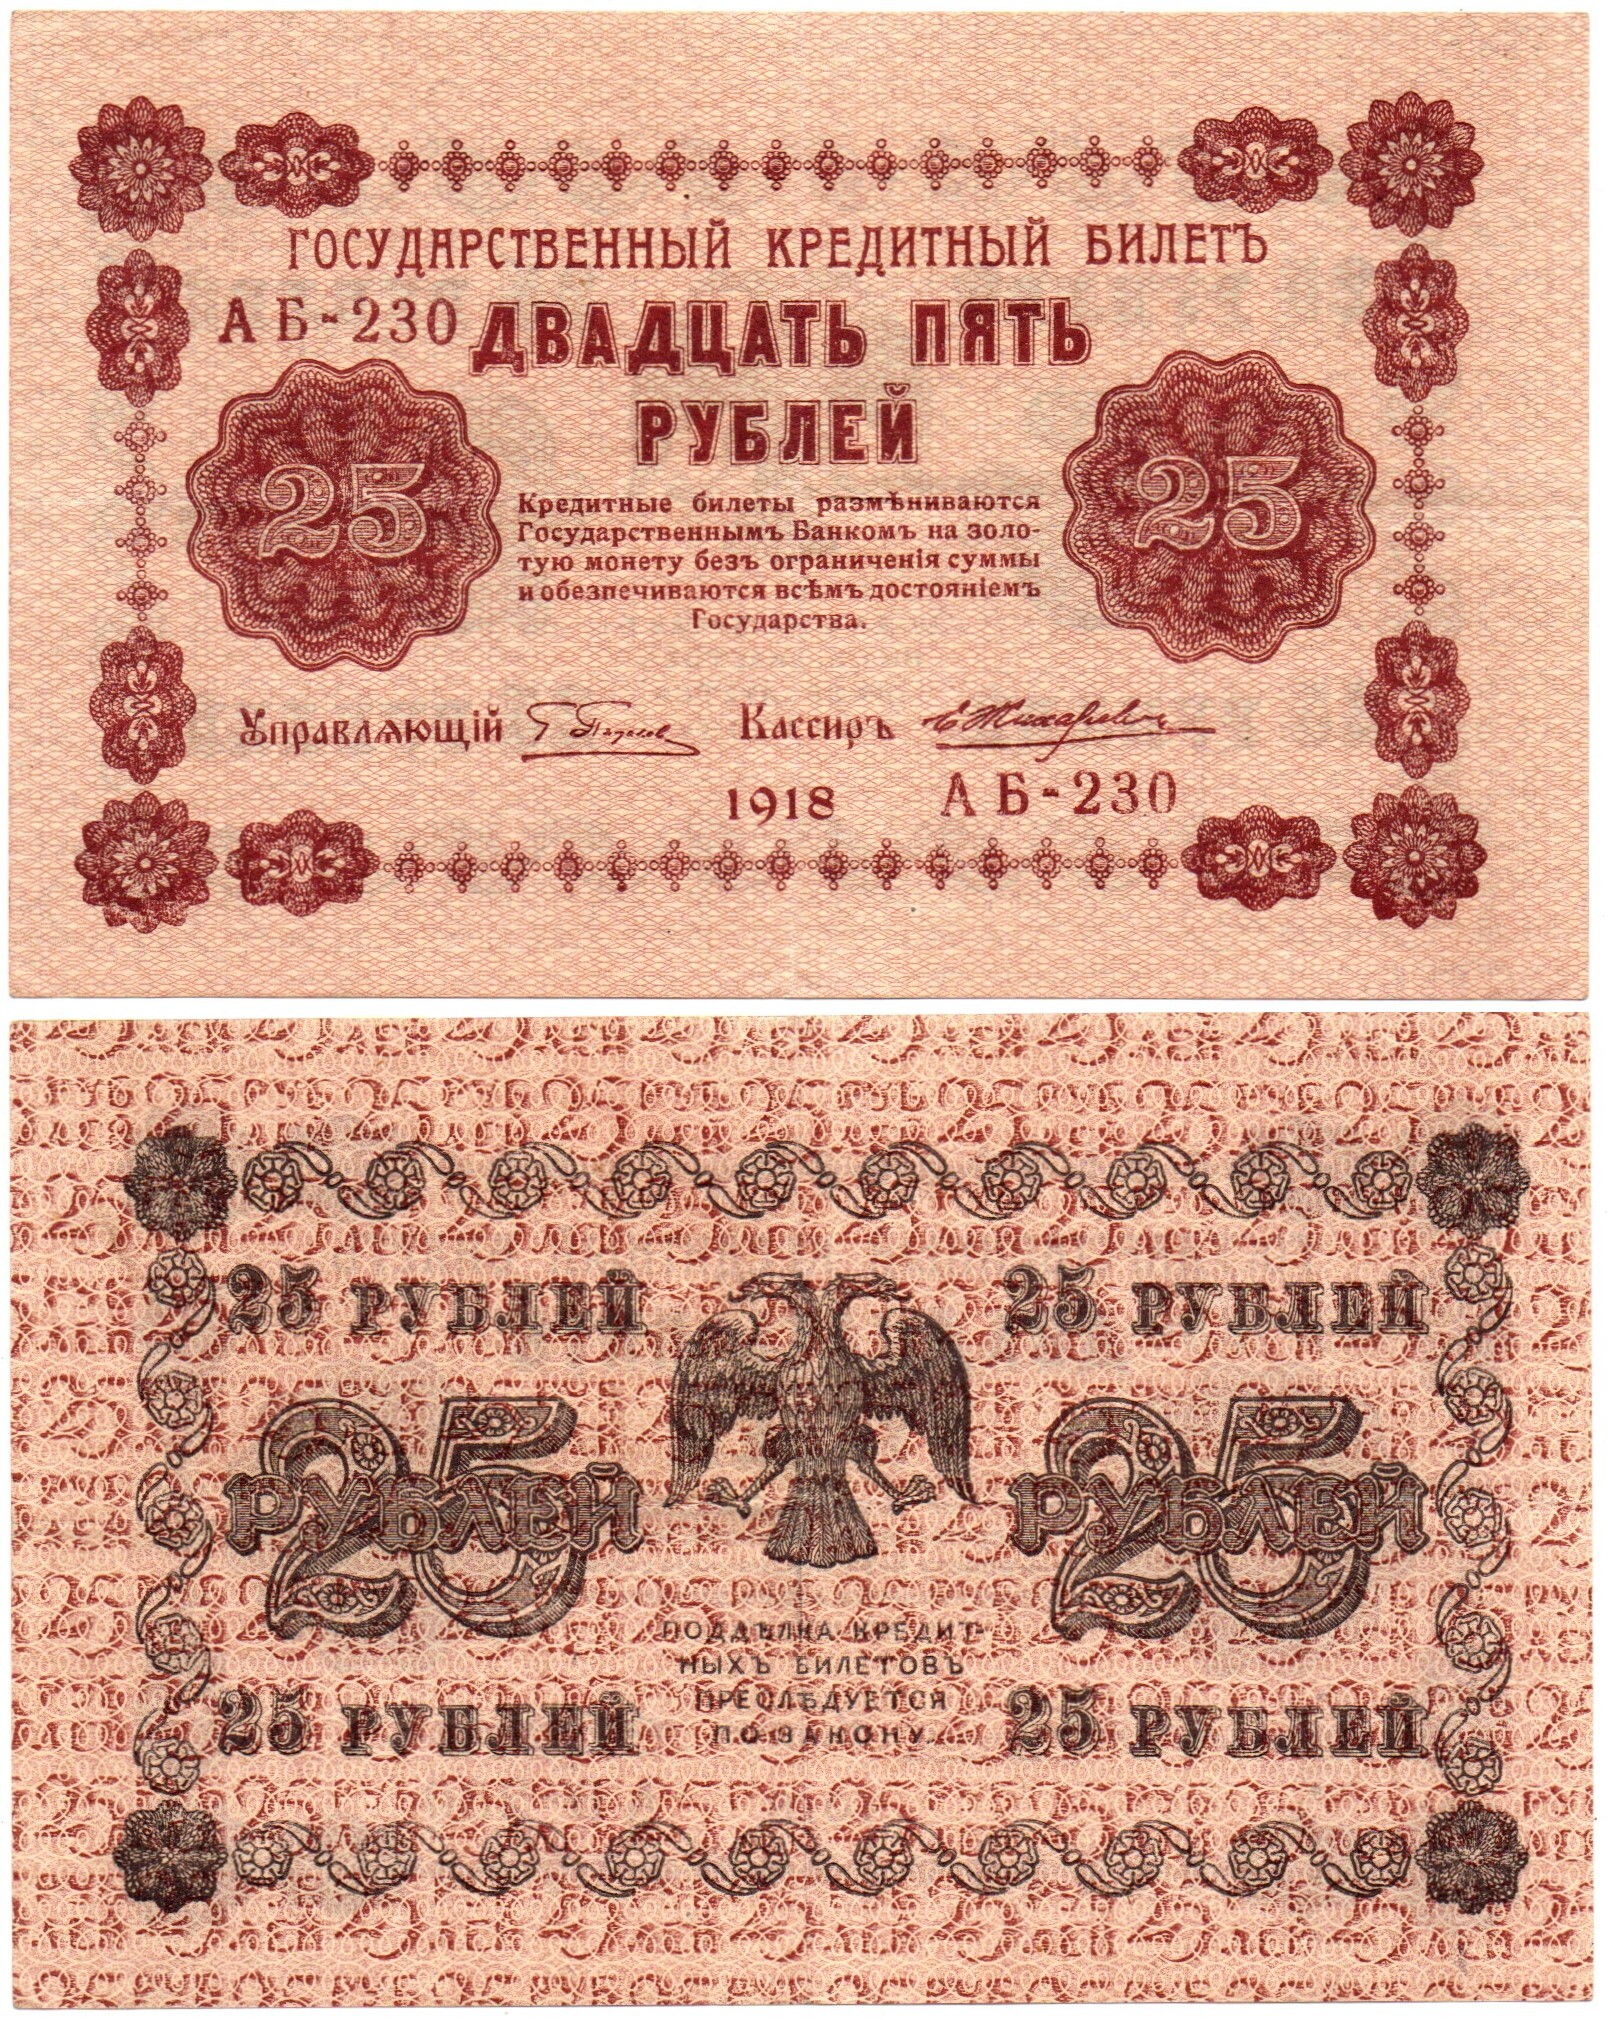 ГОСУДАРСТВЕННЫЙ КРЕДИТНЫЙ БИЛЕТЪ
АБ-230
ДВАДЦАТЬ ПЯТЬ
РУБЛЕЙ
25
25
Кредитные билеты размѣниваются
Государственнымъ Банкомъ на золо-
тую монету безъ ограниченія суммы
и обезпечиваются всѣмъ достояніемъ
Государства.
Управляющій
Кассиръ
1918
АБ-230
25 РУБЛЕЙ
25 РУБЛЕЙ
25
РУБЛЕЙ
25
РУБЛЕЙ
ПОДДѢЛКА КРЕДИТ-
НЫХЪ БИЛЕТОВЪ
ПРЕСЛѢДУЕТСЯ
ПО ЗАКОНУ.
25 РУБЛЕЙ
25 РУБЛЕЙ